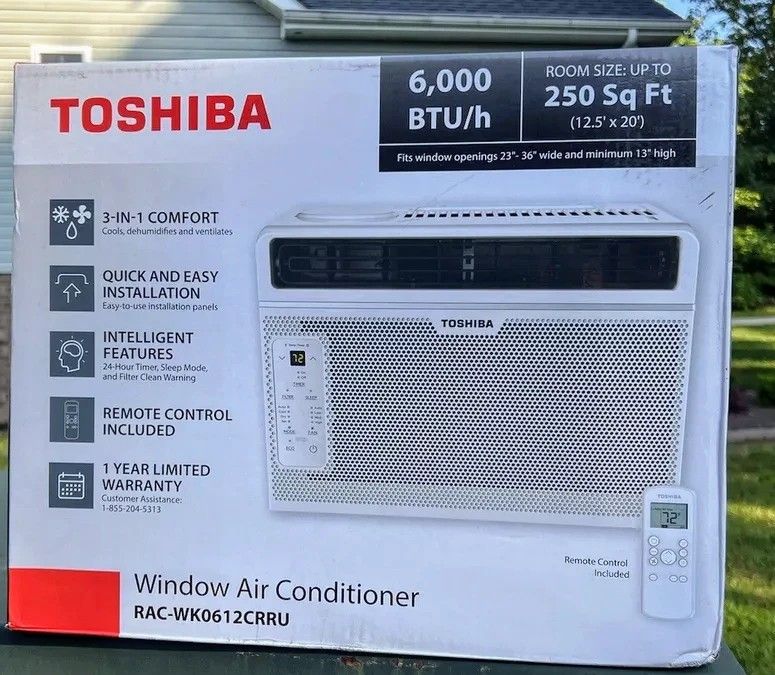 TOSHIBA
6,000
BTU/h
ROOM SIZE: UP TO
250 Sq Ft
(12.5' x 20')
Fits window openings 23"- 36" wide and minimum 13" high
3-IN-1 COMFORT
Cools, dehumidifies and ventilates
QUICK AND EASY
INSTALLATION
Easy-to-use installation panels
INTELLIGENT
FEATURES
24-Hour Timer, Sleep Mode,
and Filter Clean Warning
REMOTE CONTROL
INCLUDED
1 YEAR LIMITED
WARRANTY
Customer Assistance:
1-855-204-5313
TOSHIBA
72
TIMER
FILTER SLEEP
MODE FAN
ECO
TOSHIBA
72°
Remote Control
Included
Window Air Conditioner
RAC-WK0612CRRU